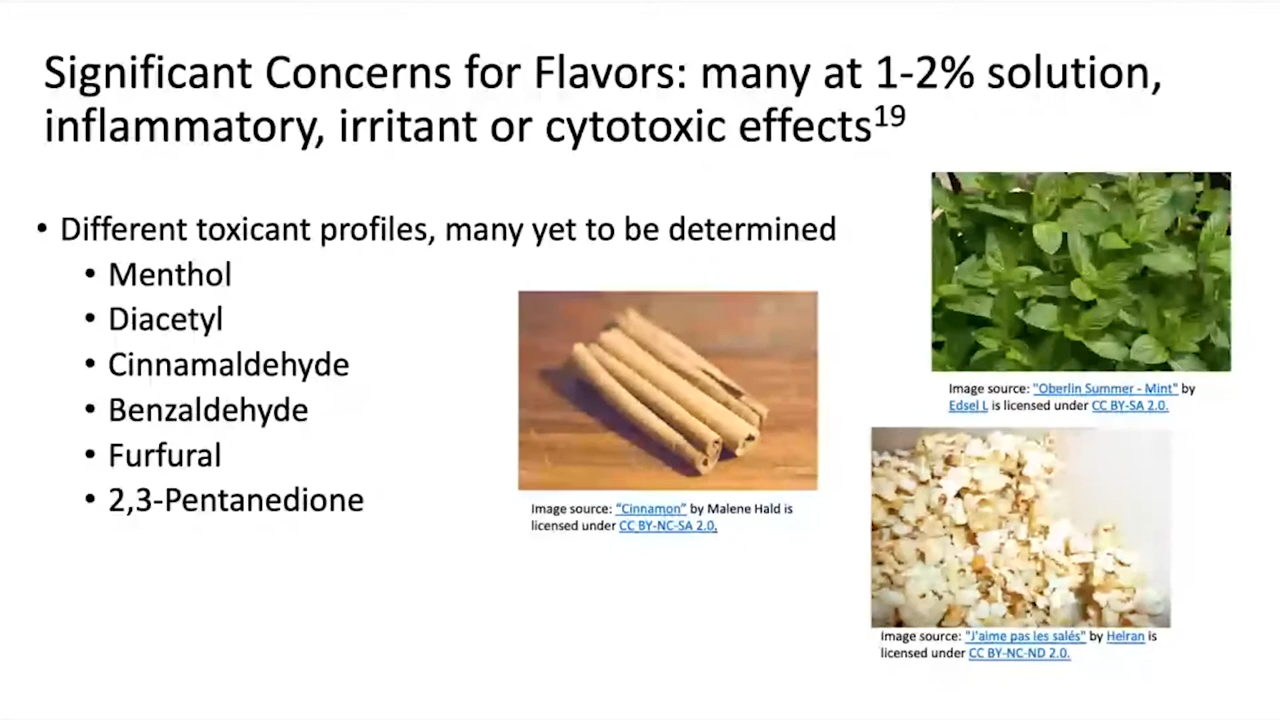 Significant Concerns for Flavors: many at 1-2% solution,
inflammatory, irritant or cytotoxic effects19
• Different toxicant profiles, many yet to be determined
• Menthol
• Diacetyl
• Cinnamaldehyde
• Benzaldehyde
• Furfural
• 2,3-Pentanedione
Image source: “Cinnamon” by Malene Hald is
licensed under CC BY-NC-SA 2.0.
Image source: "Oberlin Summer - Mint" by
Edsel L is licensed under CC BY-SA 2.0.
Image source: "J'aime pas les salés" by Helran is
licensed under CC BY-NC-ND 2.0.